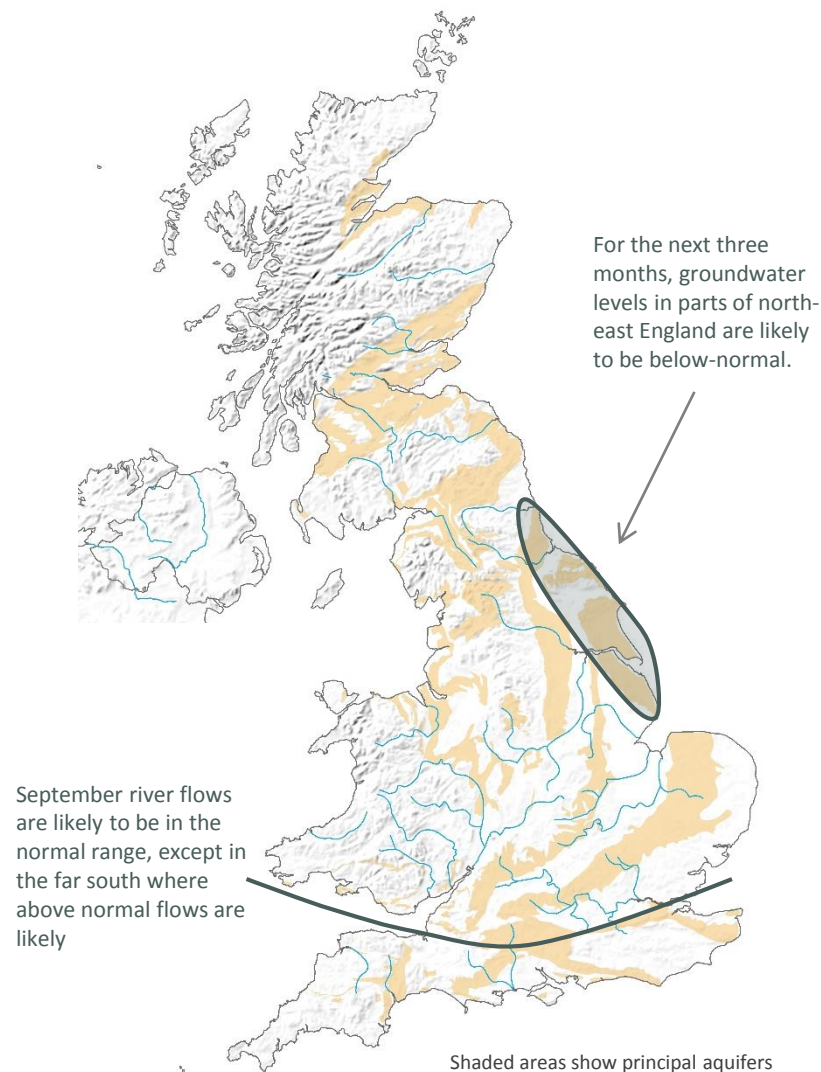 For the next three
months, groundwater
levels in parts of north-
east England are likely
to be below-normal.
September river flows
are likely to be in the
normal range, except in
the far south where
above normal flows are
likely
Shaded areas show principal aquifers